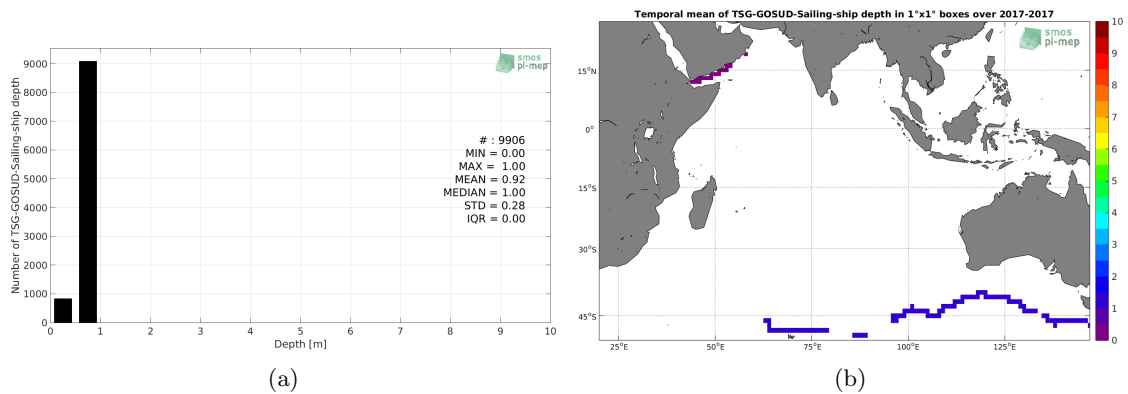 Temporal mean of TSG-GOSUD-Sailing-ship depth in 1°x1° boxes over 2017-2017
smos
pi-mep
Number of TSG-GOSUD-Sailing-ship depth
9000
8000
7000
6000
5000
4000
3000
2000
1000
0
# : 9906
MIN = 0.00
MAX = 1.00
MEAN = 0.92
MEDIAN = 1.00
STD = 0.28
IQR = 0.00
0 1 2 3 4 5 6 7 8 9 10
Depth [m]
(a)
smos
pi-mep
15°N
0°
15°S
30°S
45°S
25°E 50°E 75°E 100°E 125°E
10
9
8
7
6
5
4
3
2
1
0
(b)